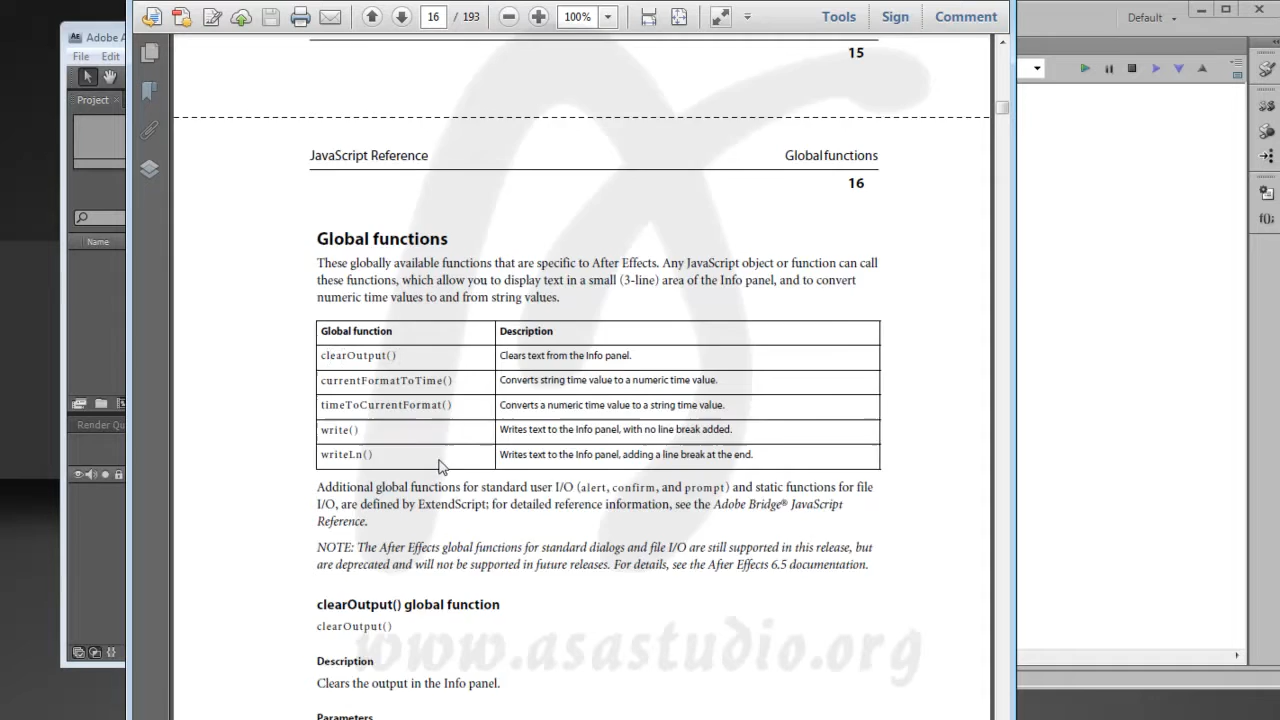 16 / 193
100%
Tools
Sign
Comment
Default
AE Adobe A
File Edit
Project
Name
Render Qu
f():
15
JavaScript Reference
Global functions
16
Global functions
These globally available functions that are specific to After Effects. Any JavaScript object or function can call
these functions, which allow you to display text in a small (3-line) area of the Info panel, and to convert
numeric time values to and from string values.
Global function Description
clearOutput() Clears text from the Info panel.
currentFormatToTime() Converts string time value to a numeric time value.
timeToCurrentFormat() Converts a numeric time value to a string time value.
write() Writes text to the Info panel, with no line break added.
writeLn() Writes text to the Info panel, adding a line break at the end.
Additional global functions for standard user I/O (alert, confirm, and prompt) and static functions for file
I/O, are defined by ExtendScript; for detailed reference information, see the Adobe Bridge® JavaScript
Reference.
NOTE: The After Effects global functions for standard dialogs and file I/O are still supported in this release, but
are deprecated and will not be supported in future releases. For details, see the After Effects 6.5 documentation.
clearOutput() global function
clearOutput()
www.asastudio.org
Description
Clears the output in the Info panel.
Parameters